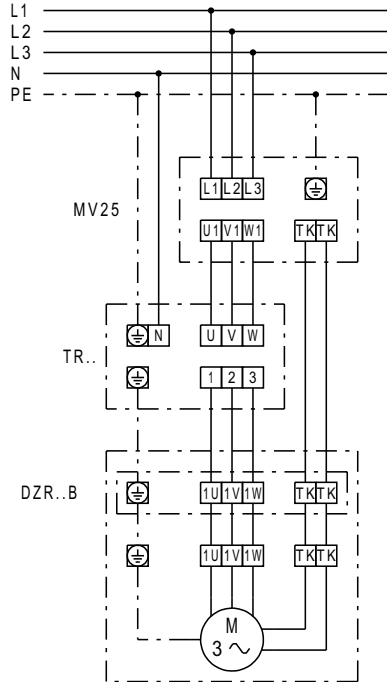 L1
L2
L3
N
PE
L1 L2 L3
MV25
U1 V1 W1 TK TK
N U V W
TR..
1 2 3
DZR..B
1U 1V 1W TK TK
1U 1V 1W TK TK
M
3 ~